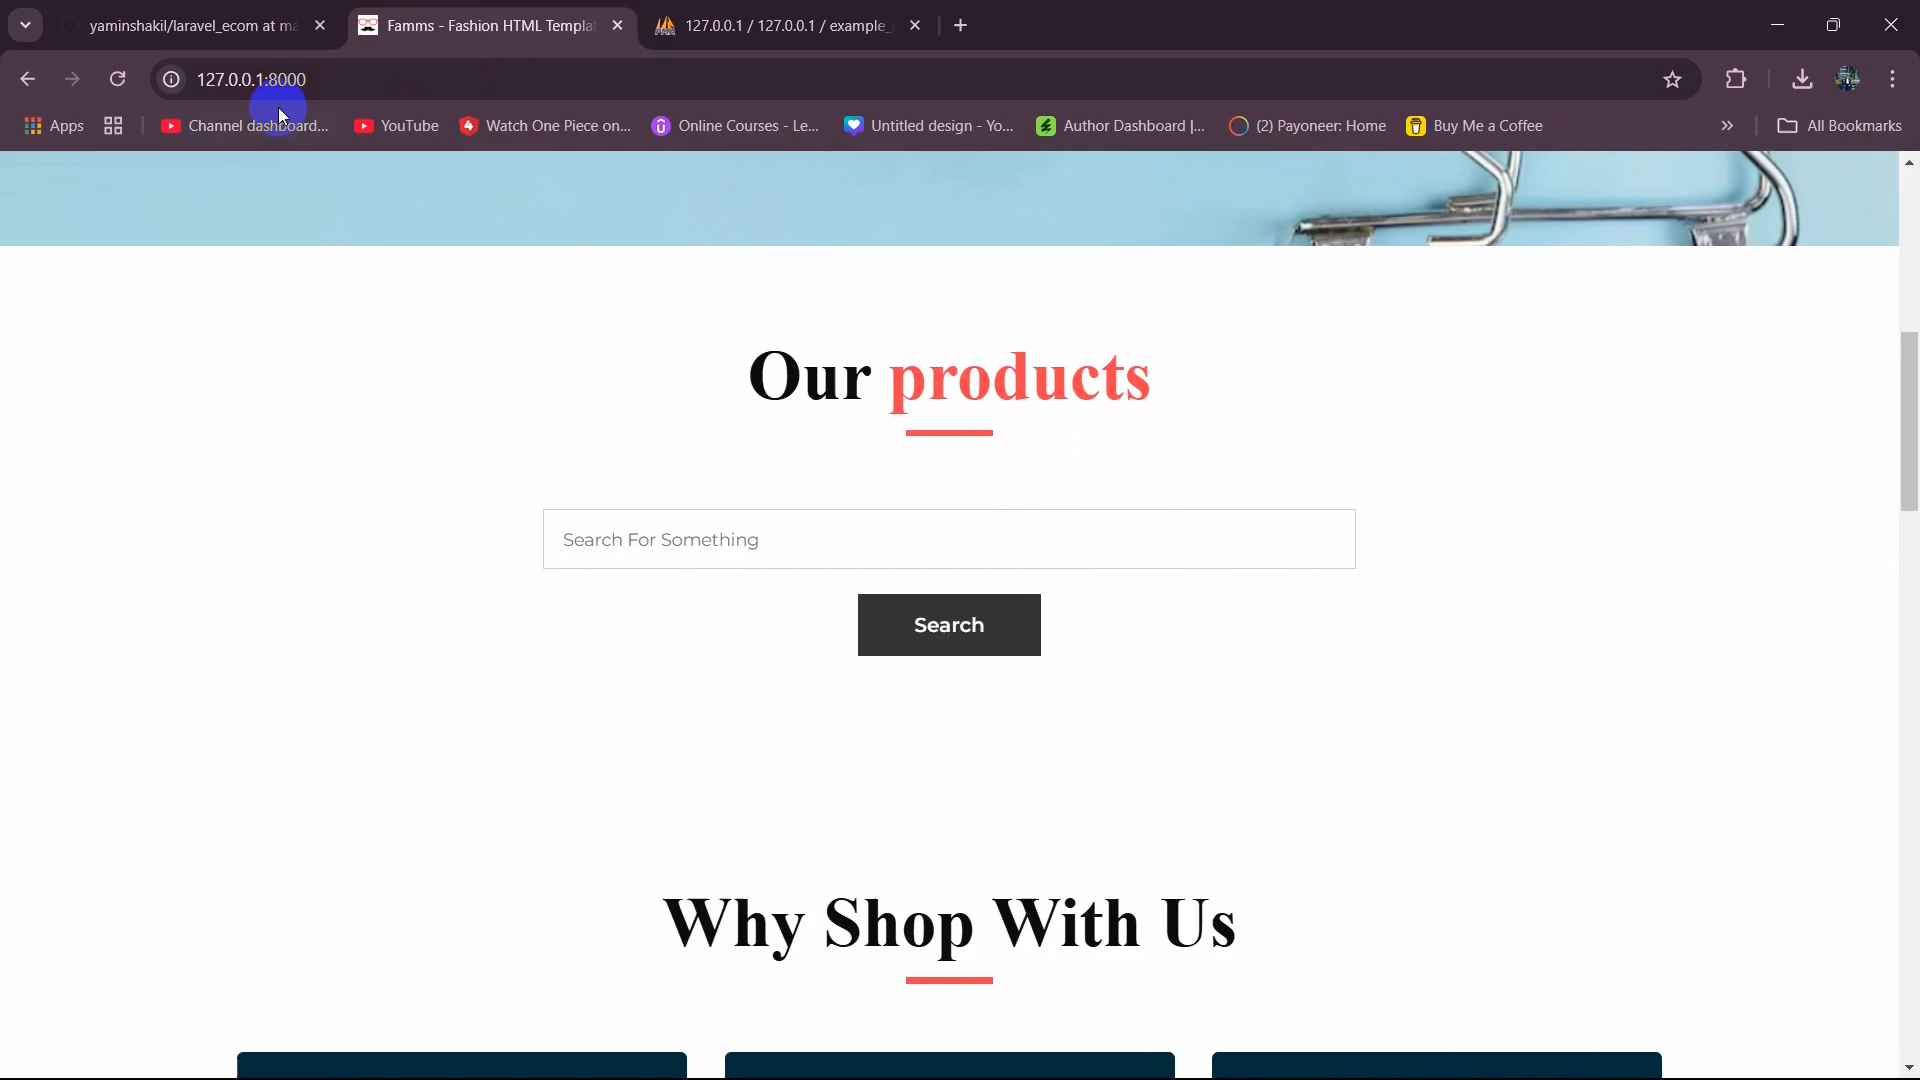 yaminshakil/laravel_ecom at ma
Famms - Fashion HTML Templa
127.0.0.1 / 127.0.0.1 / example_
127.0.0.1:8000
Apps
Channel dashboard...
YouTube
Watch One Piece on...
Online Courses - Le...
Untitled design - Yo...
Author Dashboard |...
(2) Payoneer: Home
Buy Me a Coffee
All Bookmarks
Our products
Search For Something
Search
Why Shop With Us